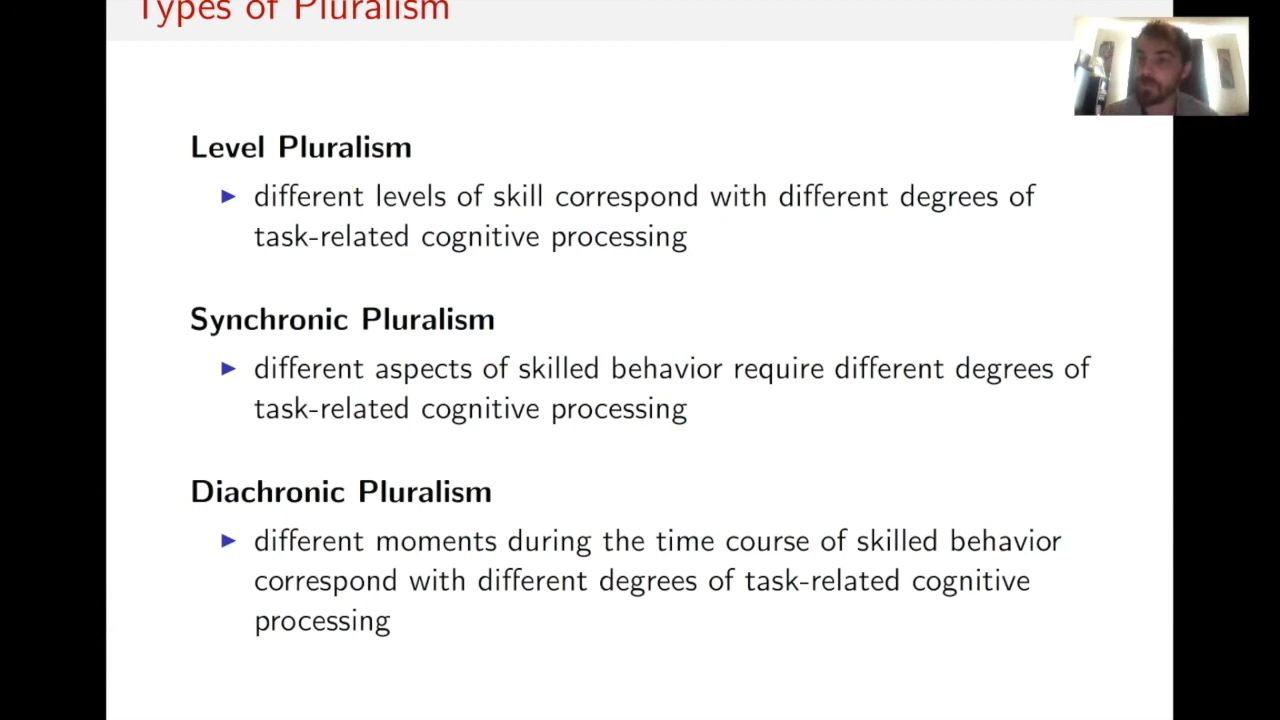 Types of Pluralism
Level Pluralism
different levels of skill correspond with different degrees of
task-related cognitive processing
Synchronic Pluralism
different aspects of skilled behavior require different degrees of
task-related cognitive processing
Diachronic Pluralism
different moments during the time course of skilled behavior
correspond with different degrees of task-related cognitive
processing